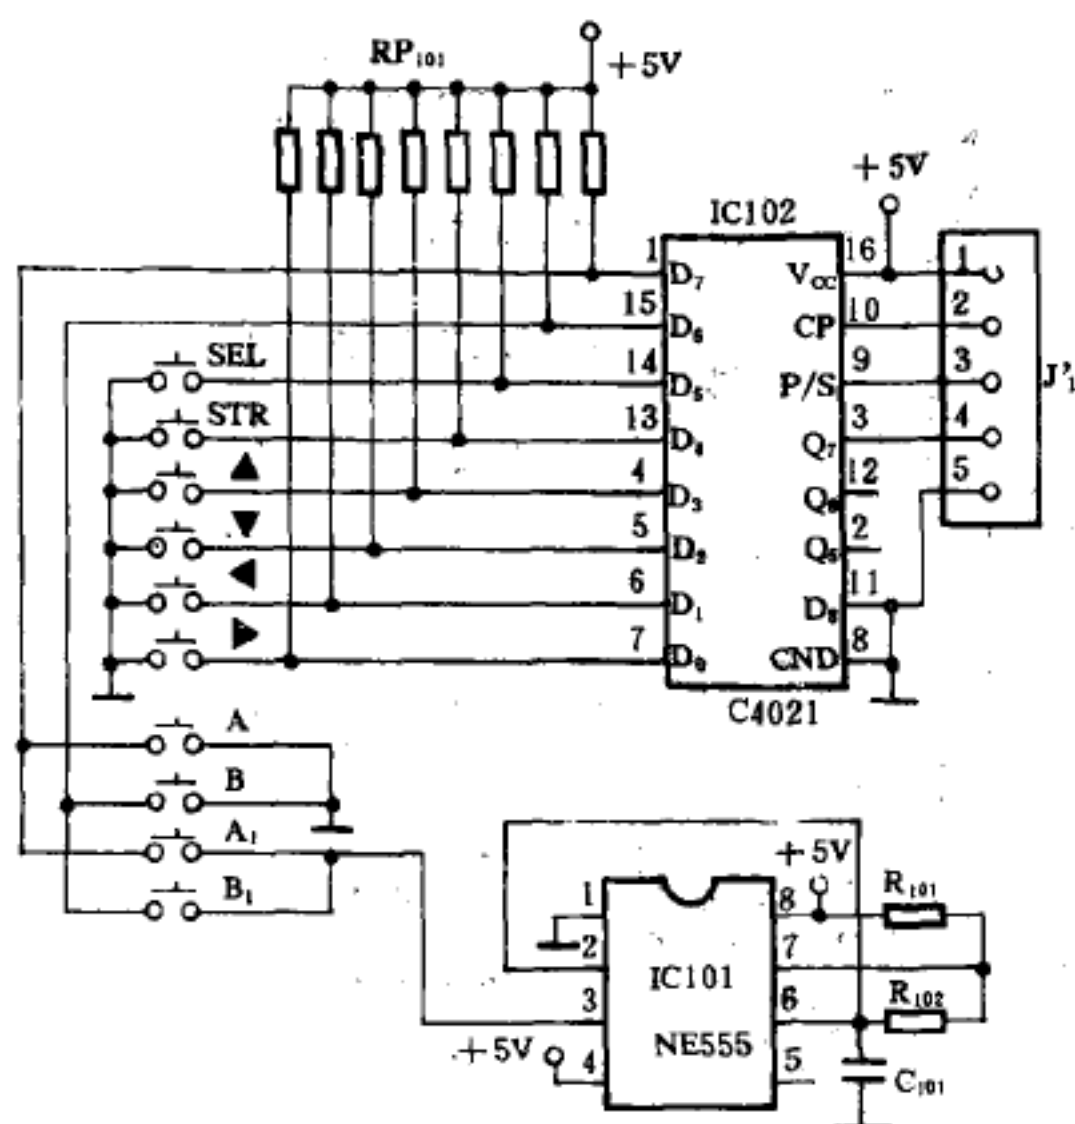 RP₁₀₁
+5V
+5V
IC102
1 D₇ V_CC 16 1
15 D₆ CP 10 2
SEL 14 D₅ P/S 9 3
J'₁
STR 13 D₄ Q₇ 3 4
▲ 4 D₃ Q₆ 12 5
▼ 5 D₂ Q₅ 2
◀ 6 D₁ D₈ 11
▶ 7 D₀ CND 8
C4021
A
B
A₁
B₁
+5V
1 8 R₁₀₁
2 7
IC101
3 6 R₁₀₂
NE555
+5V 4 5
C₁₀₁